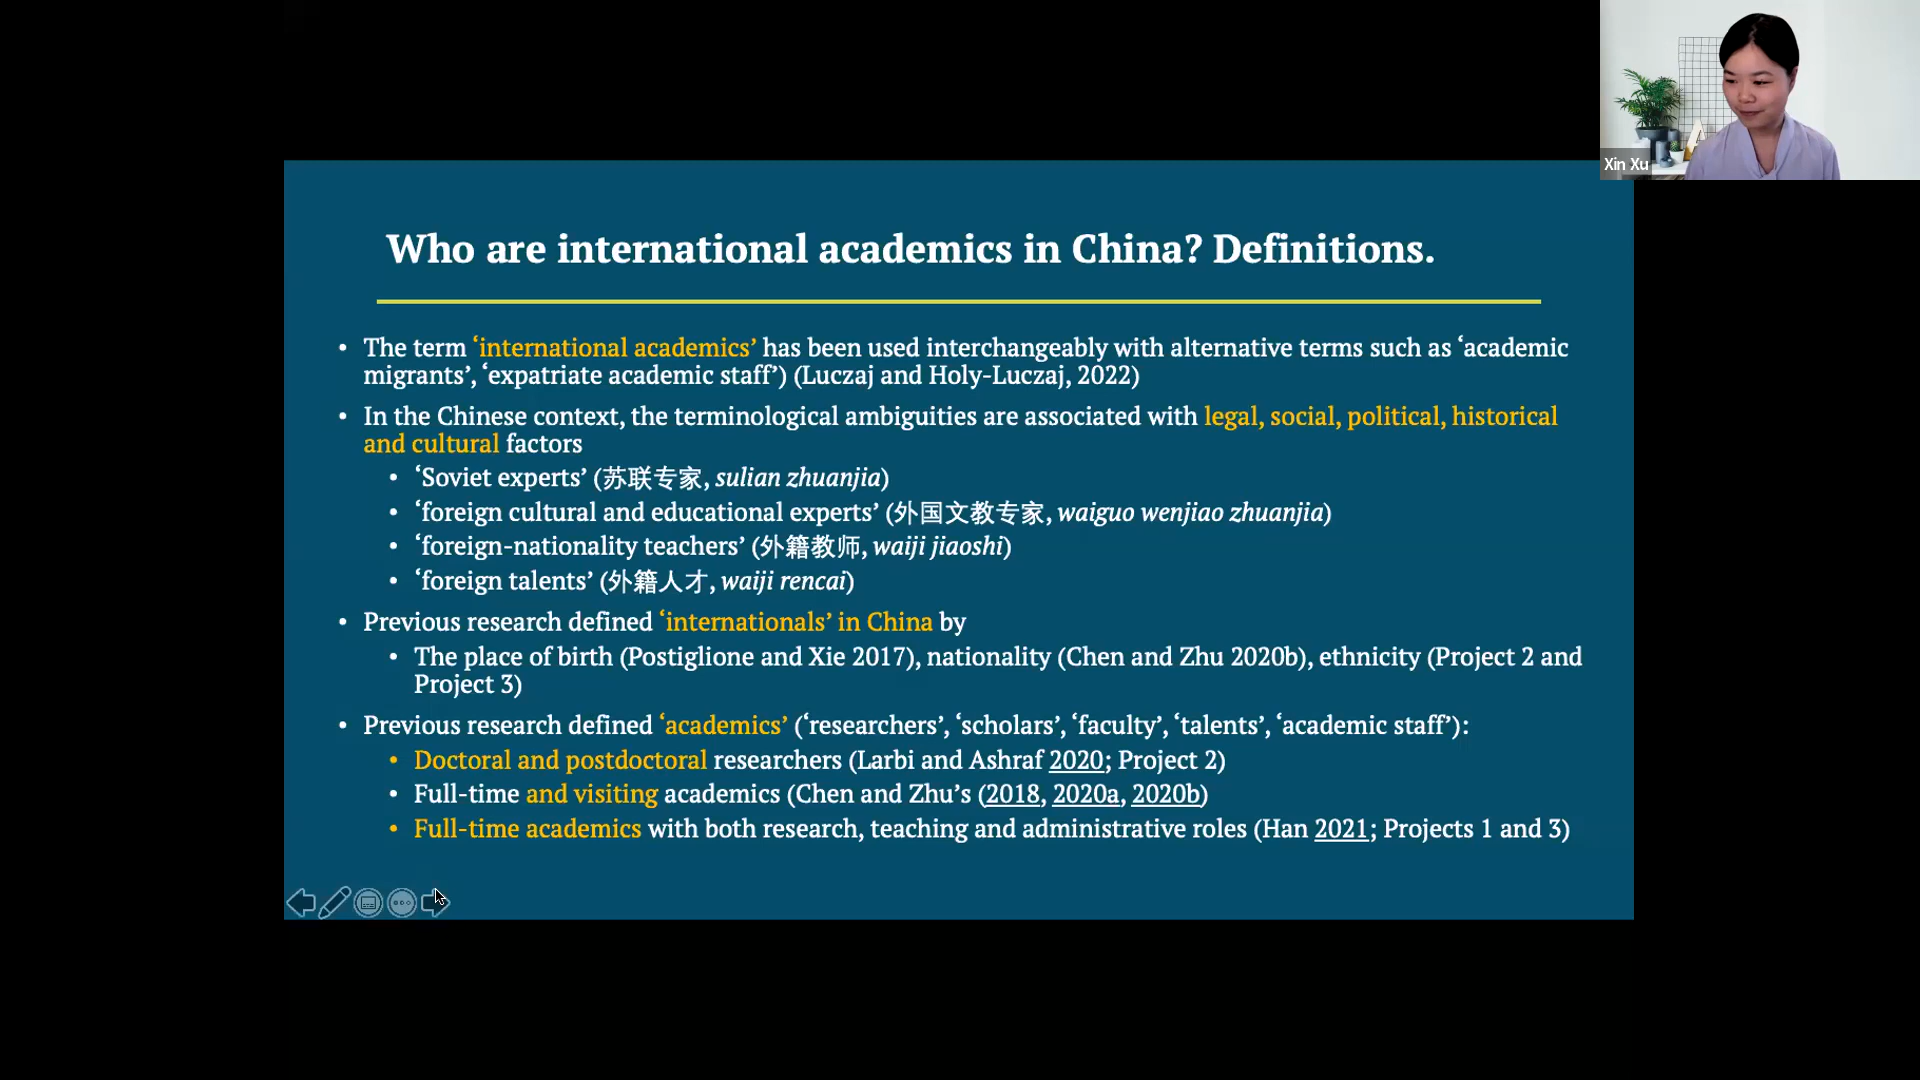 Xin Xu
Who are international academics in China? Definitions.
• The term ‘international academics’ has been used interchangeably with alternative terms such as ‘academic
migrants’, ‘expatriate academic staff’) (Luczaj and Holy-Luczaj, 2022)
• In the Chinese context, the terminological ambiguities are associated with legal, social, political, historical
and cultural factors
• ‘Soviet experts’ (苏联专家, sulian zhuanjia)
• ‘foreign cultural and educational experts’ (外国文教专家, waiguo wenjiao zhuanjia)
• ‘foreign-nationality teachers’ (外籍教师, waiji jiaoshi)
• ‘foreign talents’ (外籍人才, waiji rencai)
• Previous research defined ‘internationals’ in China by
• The place of birth (Postiglione and Xie 2017), nationality (Chen and Zhu 2020b), ethnicity (Project 2 and
Project 3)
• Previous research defined ‘academics’ (‘researchers’, ‘scholars’, ‘faculty’, ‘talents’, ‘academic staff’):
• Doctoral and postdoctoral researchers (Larbi and Ashraf 2020; Project 2)
• Full-time and visiting academics (Chen and Zhu’s (2018, 2020a, 2020b)
• Full-time academics with both research, teaching and administrative roles (Han 2021; Projects 1 and 3)